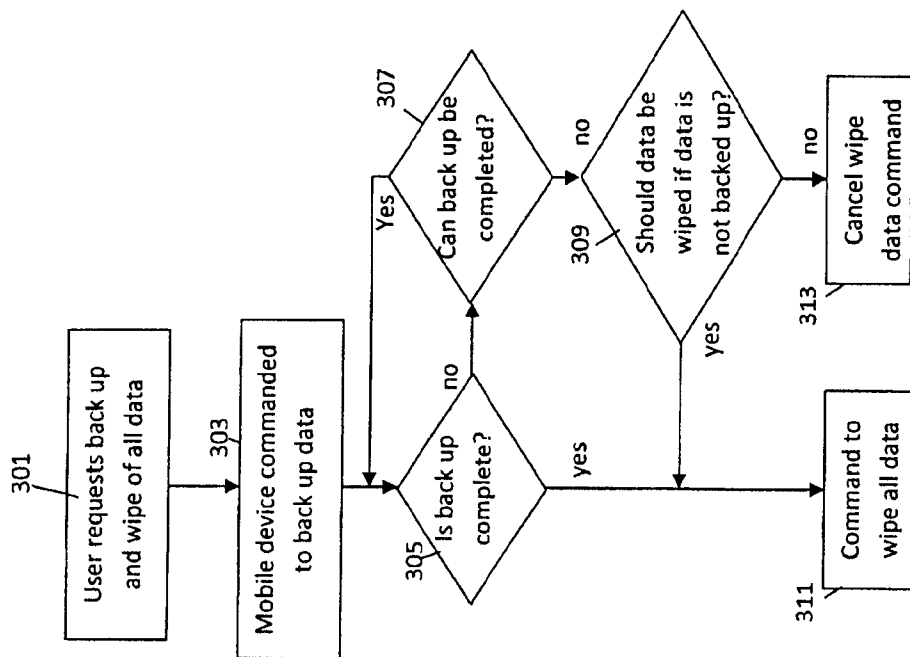 301
User requests back up
and wipe of all data
303
Mobile device commanded
to back up data
305
Is back up
complete?
no
yes
307
Yes
Can back up be
completed?
no
309
Should data be
wiped if data is
not backed up?
yes
no
311
Command to
wipe all data
313
Cancel wipe
data command